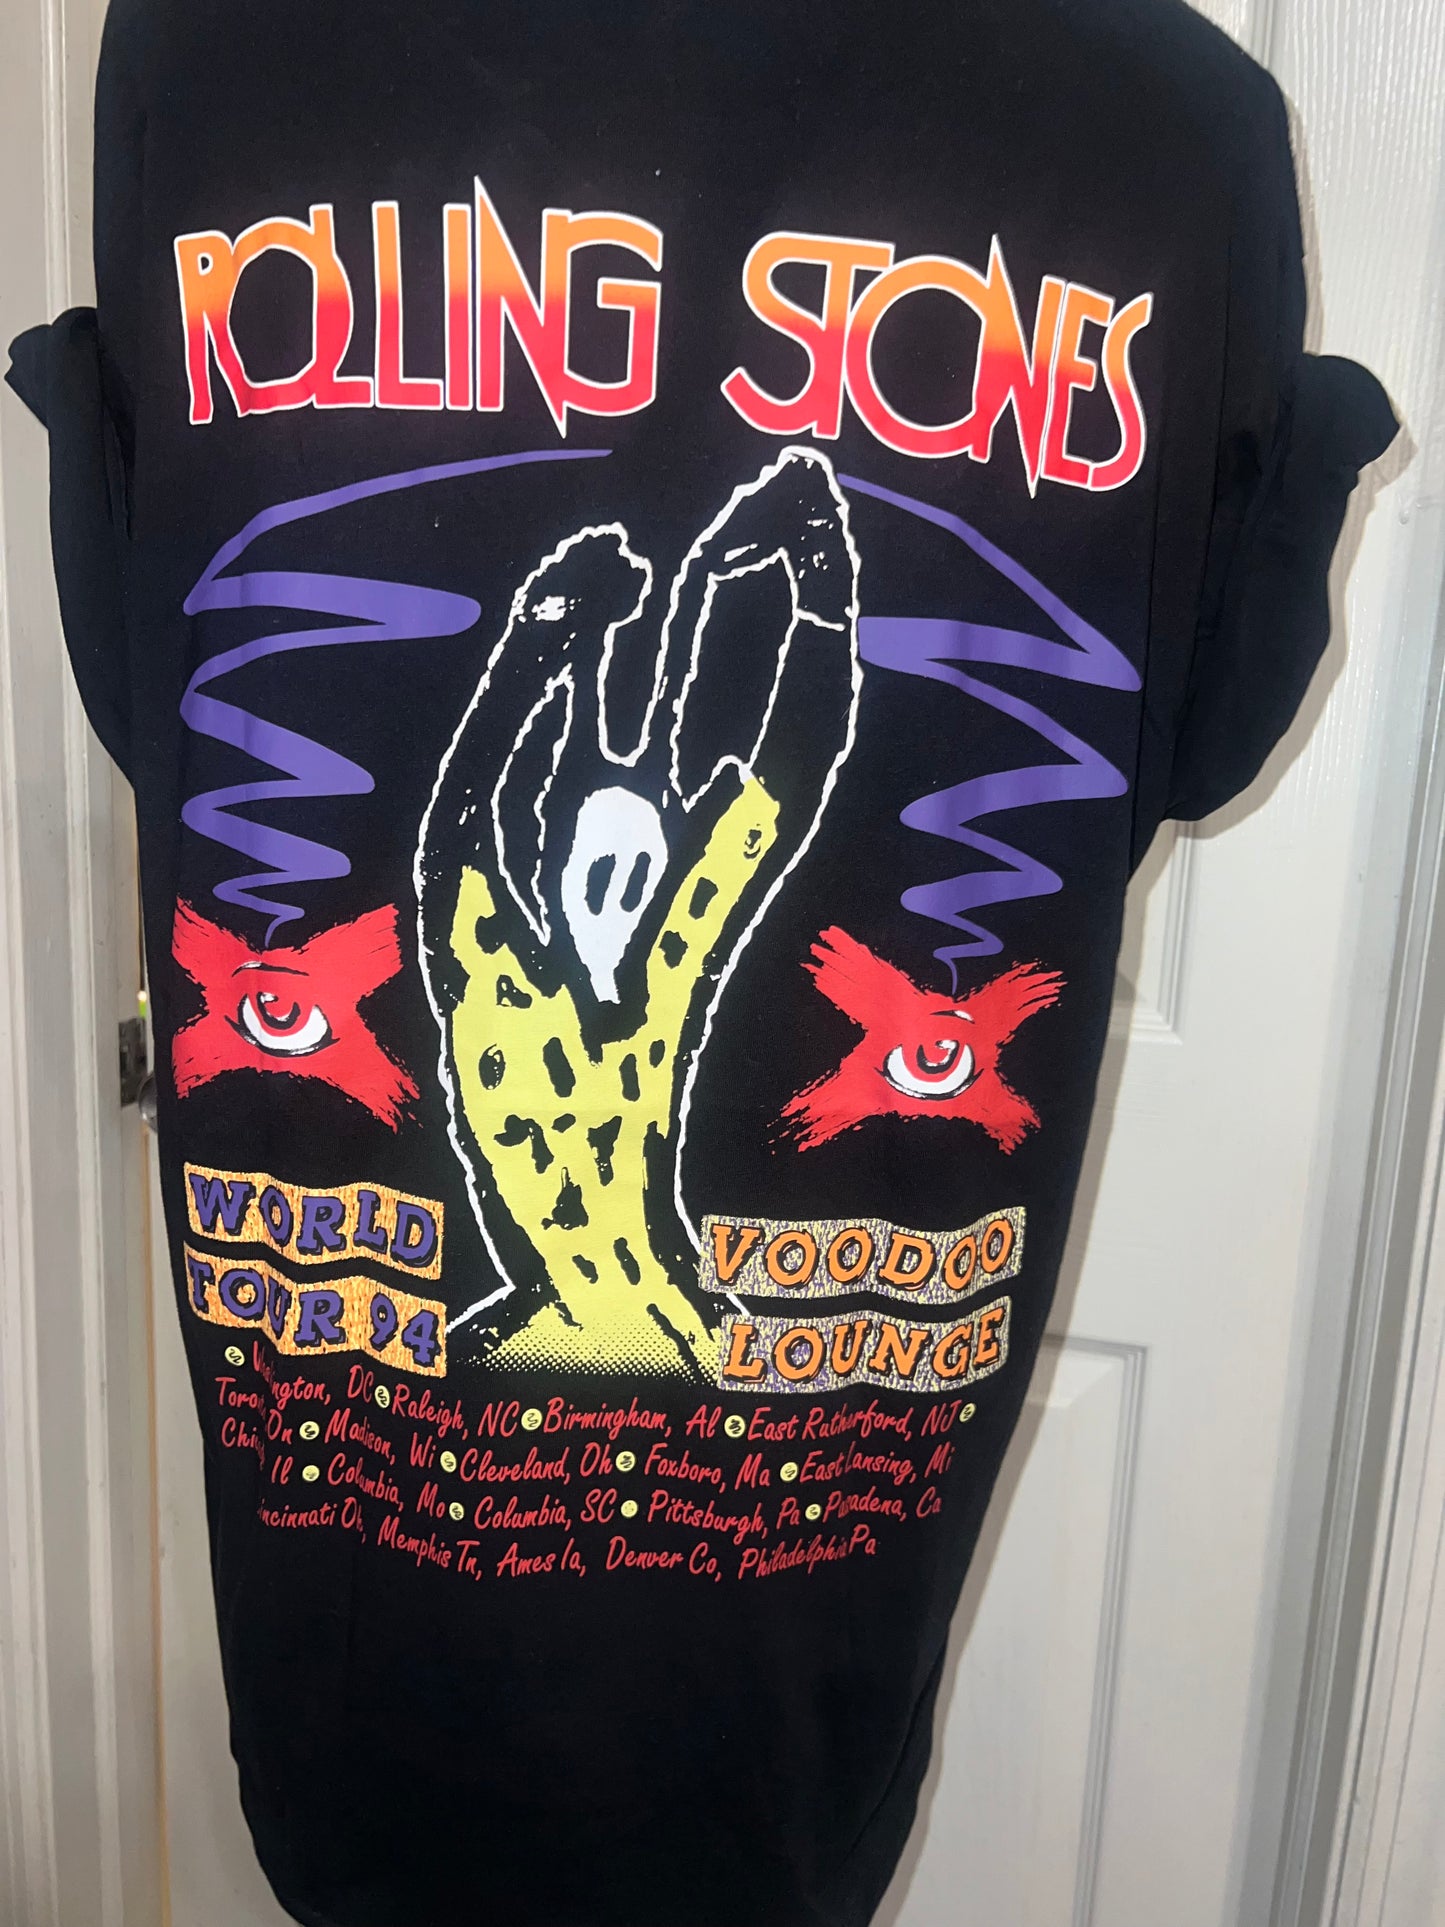 ROLLING STONES
WORLD
TOUR 94
VOODOO
LOUNGE
DC Raleigh, NC Birmingham, Al East Rutherford, NJ
On Madison, Wi Cleveland, Oh Foxboro, Ma East Lansing, Mi
Il Columbia, Mo Columbia, SC Pittsburgh, Pa Pasadena, Ca
Memphis Tn, Ames Ia, Denver Co, Philadelphia Pa